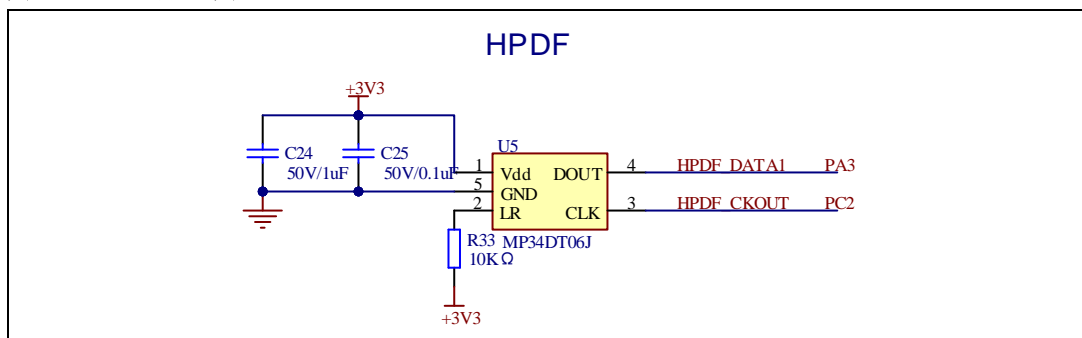 HPDF
+3V3
C24
50V/1uF
C25
50V/0.1uF
U5
1 Vdd DOUT 4 HPDF_DATA1 PA3
5 GND
2 LR CLK 3 HPDF_CKOUT PC2
R33 MP34DT06J
10KΩ
+3V3